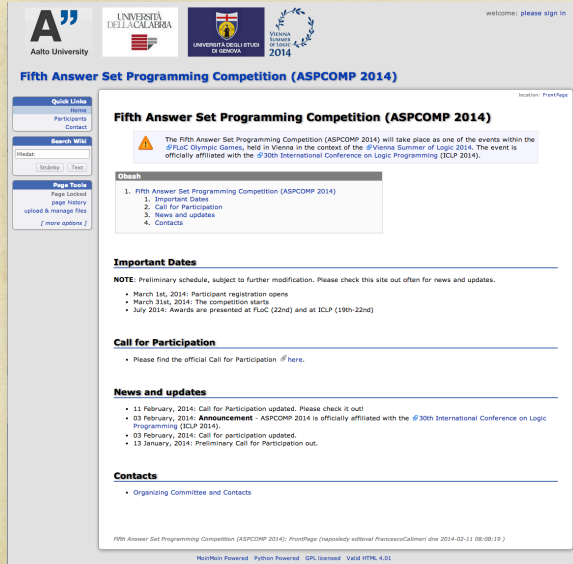 welcome: please sign in
A”
Aalto University
UNIVERSITÀ
DELLA CALABRIA
UNIVERSITÀ DEGLI STUDI
DI GENOVA
VIENNA
SUMMER
OF LOGIC
2014
Fifth Answer Set Programming Competition (ASPCOMP 2014)
location: FrontPage
Quick Links
Home
Participants
Contact
Search Wiki
Hledat:
Stránky
Text
Page Tools
Page Locked
page history
upload & manage files
[ more options ]
Fifth Answer Set Programming Competition (ASPCOMP 2014)
The Fifth Answer Set Programming Competition (ASPCOMP 2014) will take place as one of the events within the
FLoC Olympic Games, held in Vienna in the context of the Vienna Summer of Logic 2014. The event is
officially affiliated with the 30th International Conference on Logic Programming (ICLP 2014).
Obsah
1. Fifth Answer Set Programming Competition (ASPCOMP 2014)
1. Important Dates
2. Call for Participation
3. News and updates
4. Contacts
Important Dates
NOTE: Preliminary schedule, subject to further modification. Please check this site out often for news and updates.
• March 1st, 2014: Participant registration opens
• March 31st, 2014: The competition starts
• July 2014: Awards are presented at FLoC (22nd) and at ICLP (19th-22nd)
Call for Participation
• Please find the official Call for Participation here.
News and updates
• 11 February, 2014: Call for Participation updated. Please check it out!
• 03 February, 2014: Announcement - ASPCOMP 2014 is officially affiliated with the 30th International Conference on Logic
Programming (ICLP 2014).
• 03 February, 2014: Call for participation updated.
• 13 January, 2014: Preliminary Call for Participation out.
Contacts
• Organizing Committee and Contacts
Fifth Answer Set Programming Competition (ASPCOMP 2014): FrontPage (naposledy editoval FrancescoCalimeri dne 2014-02-11 08:08:19 )
MoinMoin Powered Python Powered GPL licensed Valid HTML 4.01